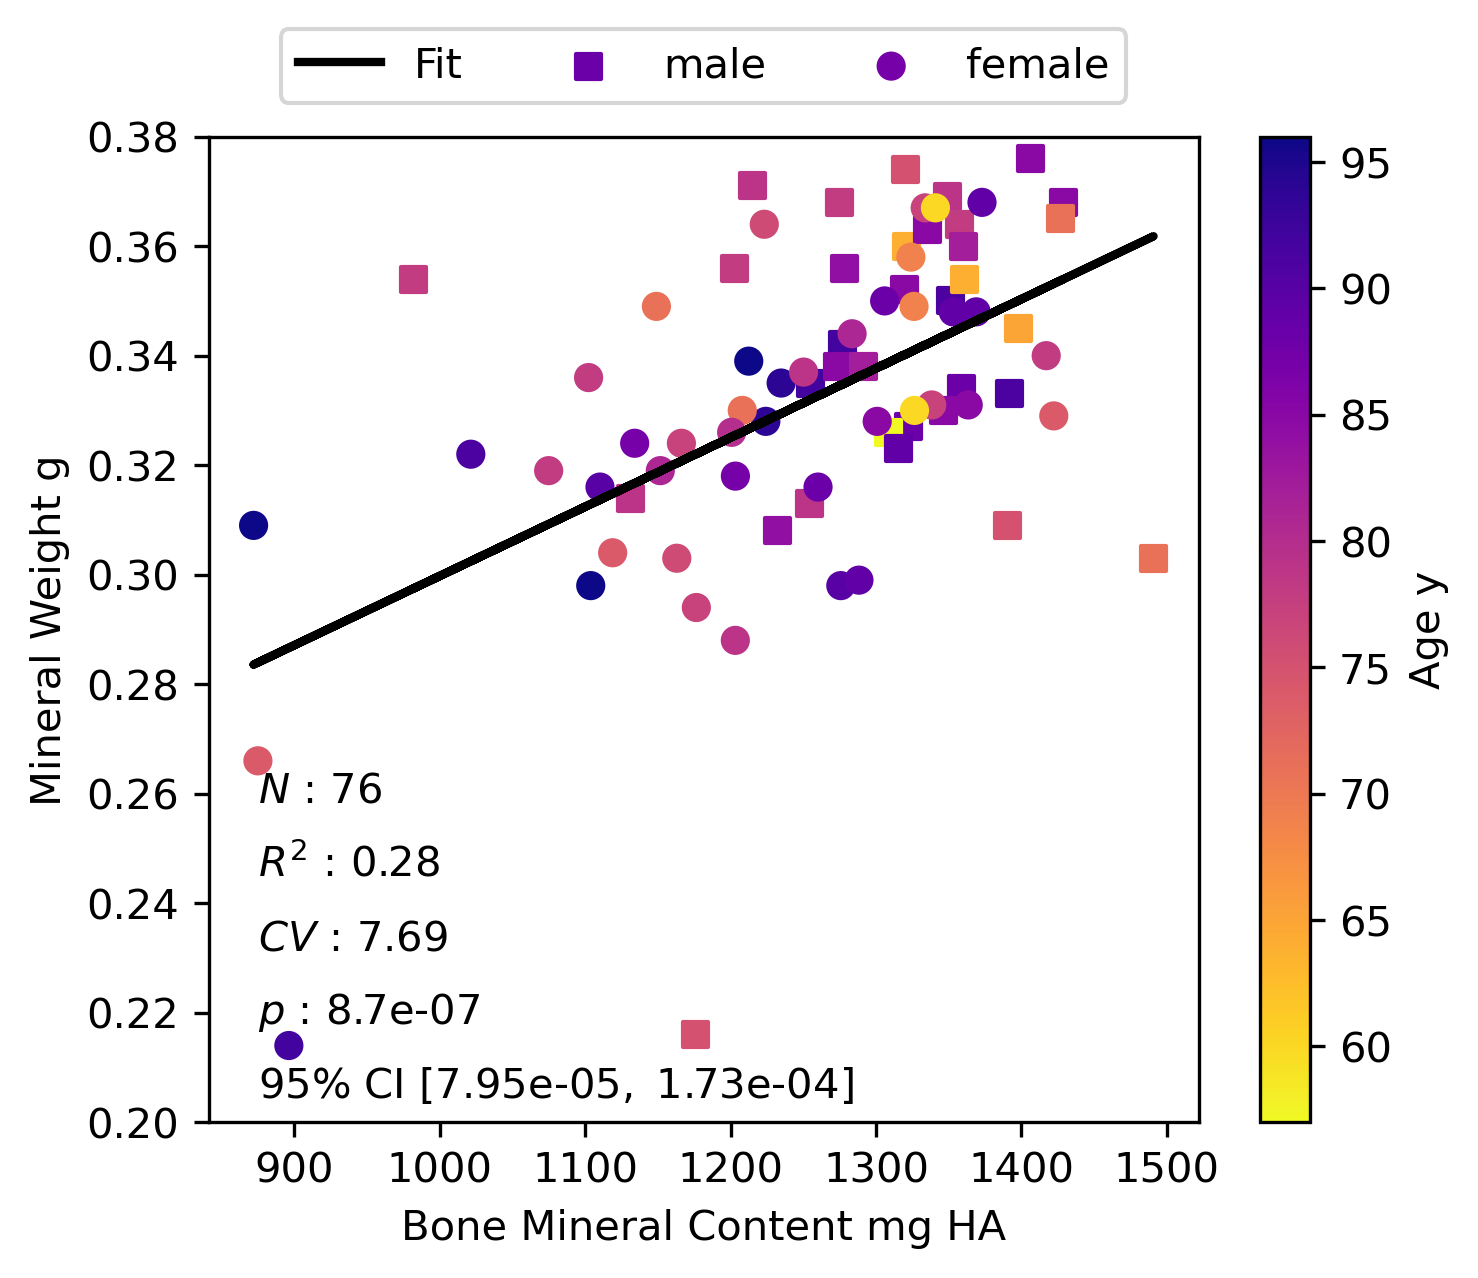 Fit male female
0.38
0.36
0.34
0.32
0.30
0.28
0.26
0.24
0.22
0.20
Mineral Weight g
N : 76
R² : 0.28
CV : 7.69
p : 8.7e-07
95% CI [7.95e-05, 1.73e-04]
900 1000 1100 1200 1300 1400 1500
Bone Mineral Content mg HA
95
90
85
80
75
70
65
60
Age y